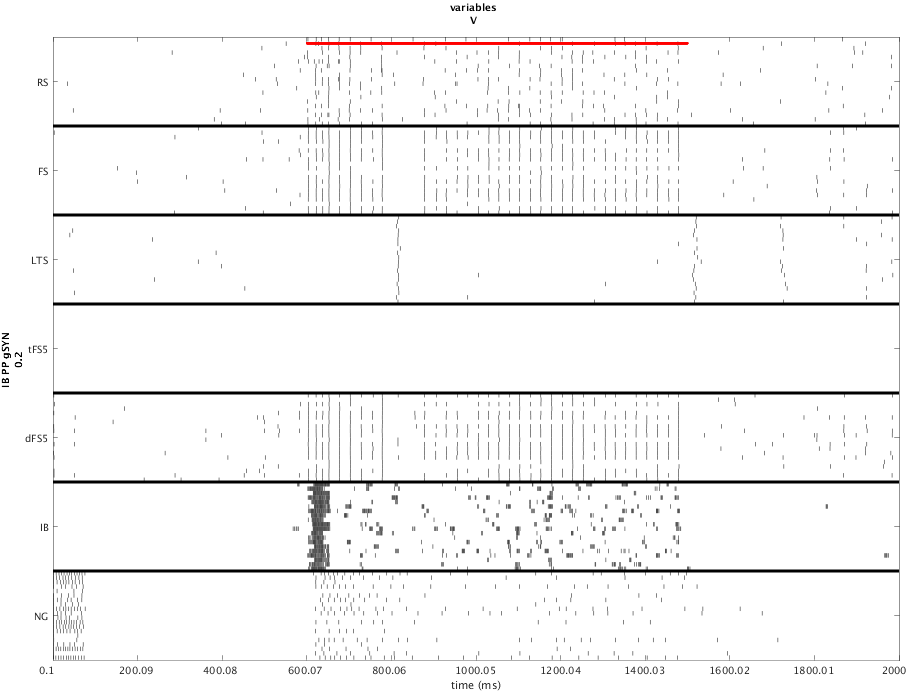 variables
V
RS
FS
LTS
tFS5
dFS5
IB
NG
IB PP gSYN
0.2
0.1 200.09 400.08 600.07 800.06 1000.05 1200.04 1400.03 1600.02 1800.01 2000
time (ms)